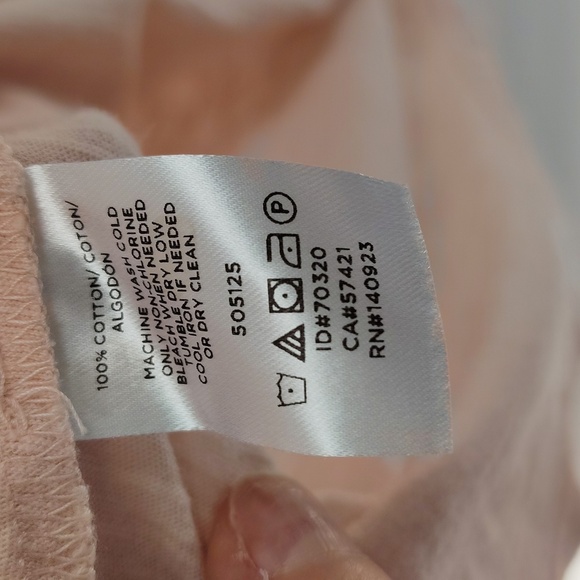 100% COTTON/ COTON/
ALGODÓN
MACHINE WASH COLD
ONLY NON-CHLORINE
BLEACH WHEN NEEDED
TUMBLE DRY LOW
COOL IRON IF NEEDED
OR DRY CLEAN
505125
P
ID#70320
CA#57421
RN#140923